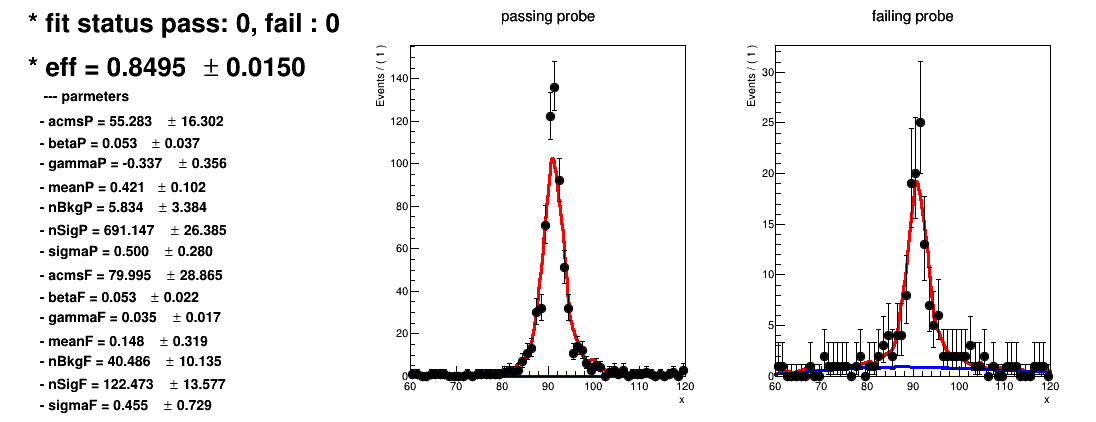 * fit status pass: 0, fail : 0
* eff = 0.8495 ± 0.0150
--- parmeters
- acmsP = 55.283 ± 16.302
- betaP = 0.053 ± 0.037
- gammaP = -0.337 ± 0.356
- meanP = 0.421 ± 0.102
- nBkgP = 5.834 ± 3.384
- nSigP = 691.147 ± 26.385
- sigmaP = 0.500 ± 0.280
- acmsF = 79.995 ± 28.865
- betaF = 0.053 ± 0.022
- gammaF = 0.035 ± 0.017
- meanF = 0.148 ± 0.319
- nBkgF = 40.486 ± 10.135
- nSigF = 122.473 ± 13.577
- sigmaF = 0.455 ± 0.729
passing probe
Events / ( 1 )
140
120
100
80
60
40
20
0
60 70 80 90 100 110 120
x
failing probe
Events / ( 1 )
30
25
20
15
10
5
0
60 70 80 90 100 110 120
x